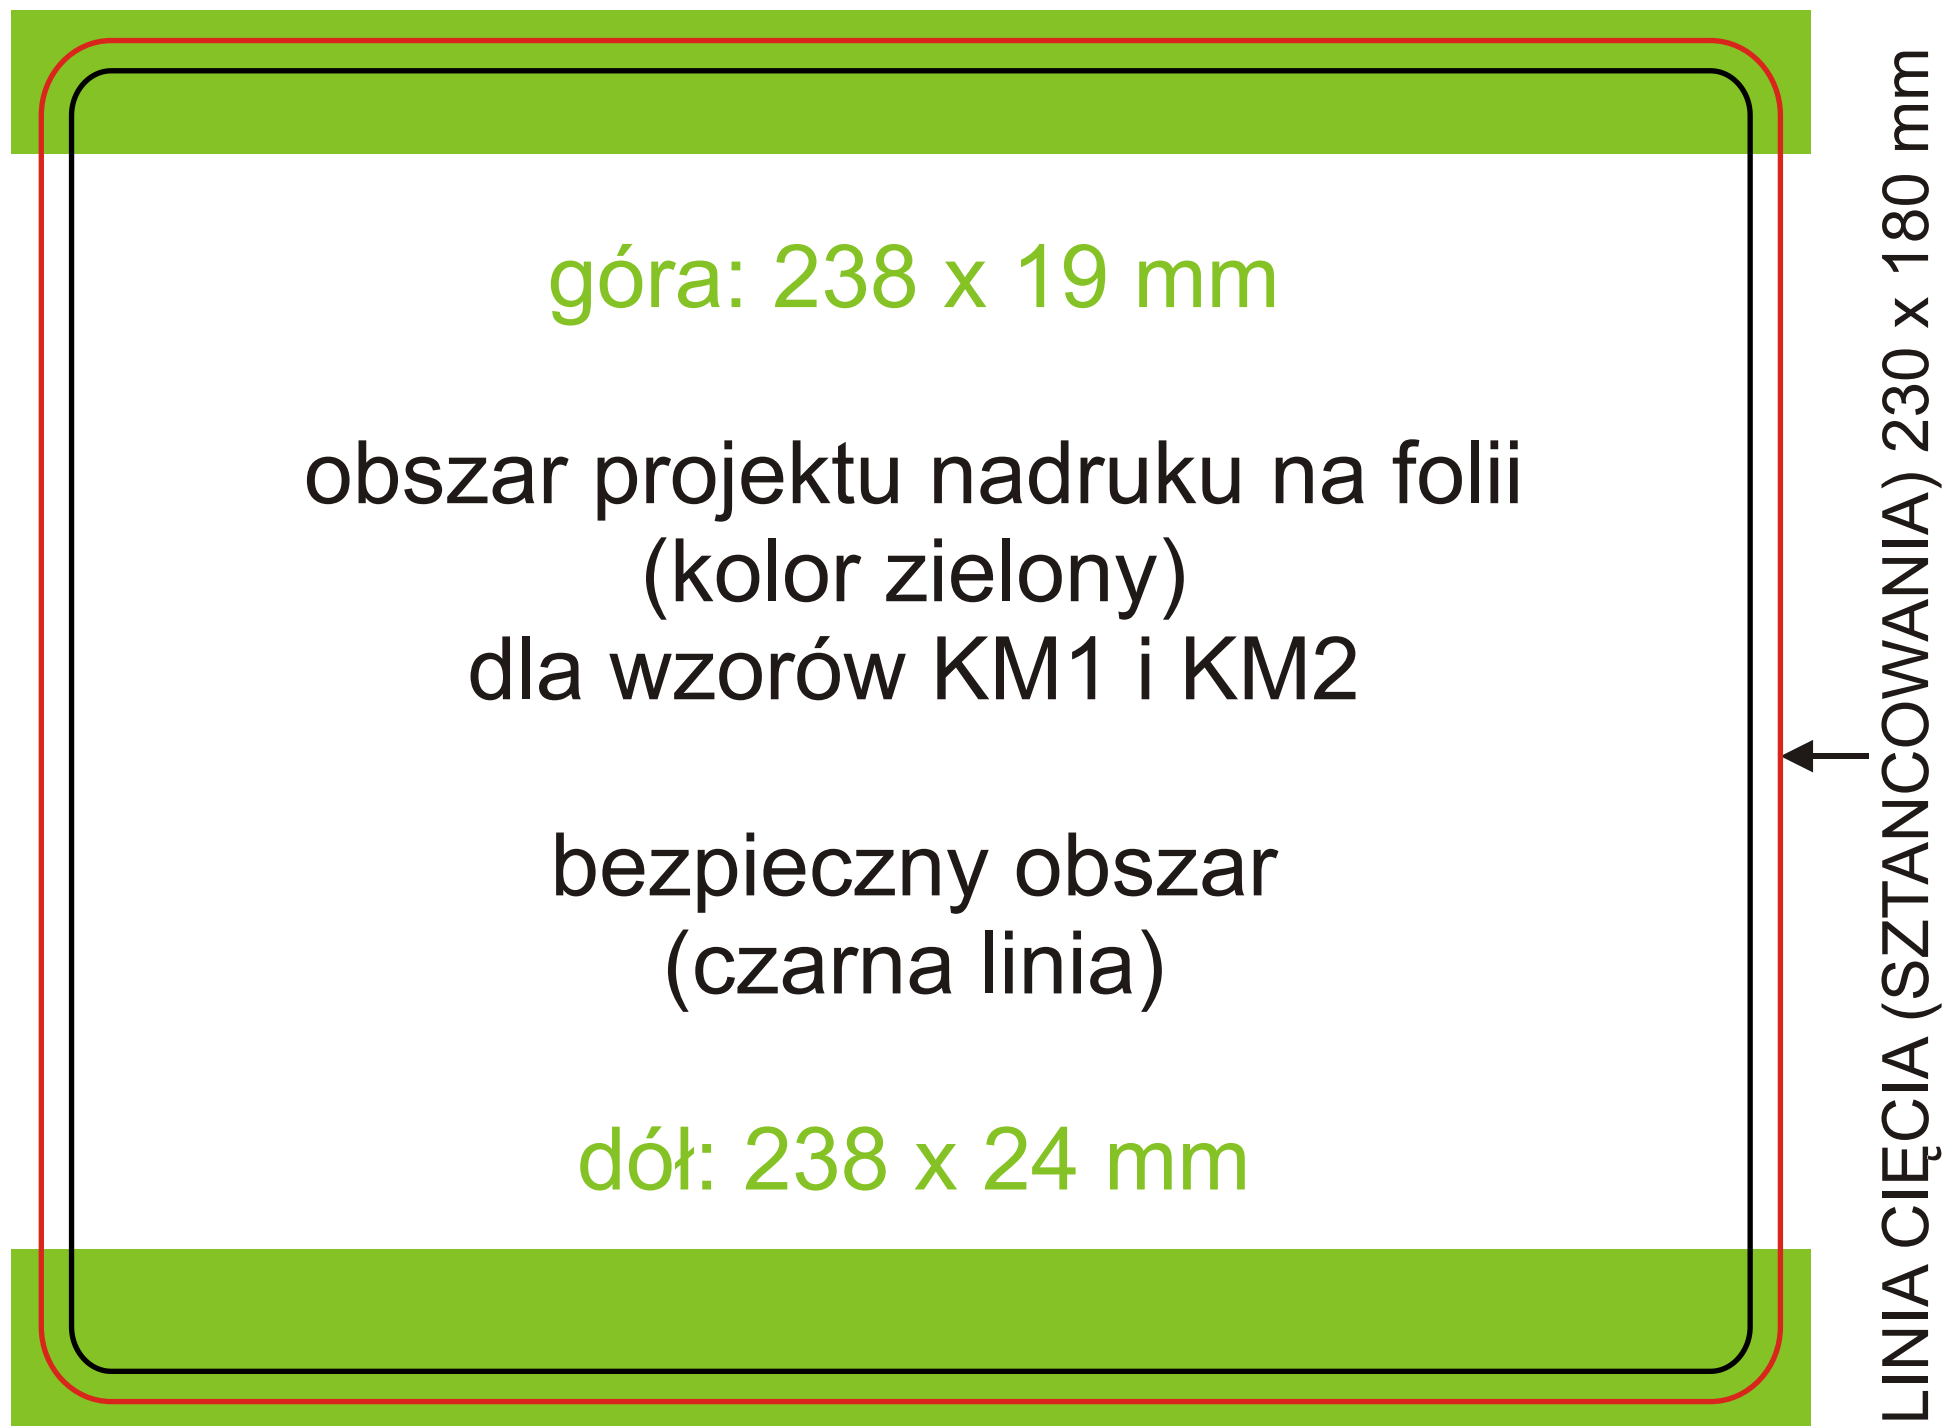 góra: 238 x 19 mm
obszar projektu nadruku na folii
(kolor zielony)
dla wzorów KM1 i KM2
bezpieczny obszar
(czarna linia)
dół: 238 x 24 mm
LINIA CIĘCIA (SZTANCOWANIA) 230 x 180 mm